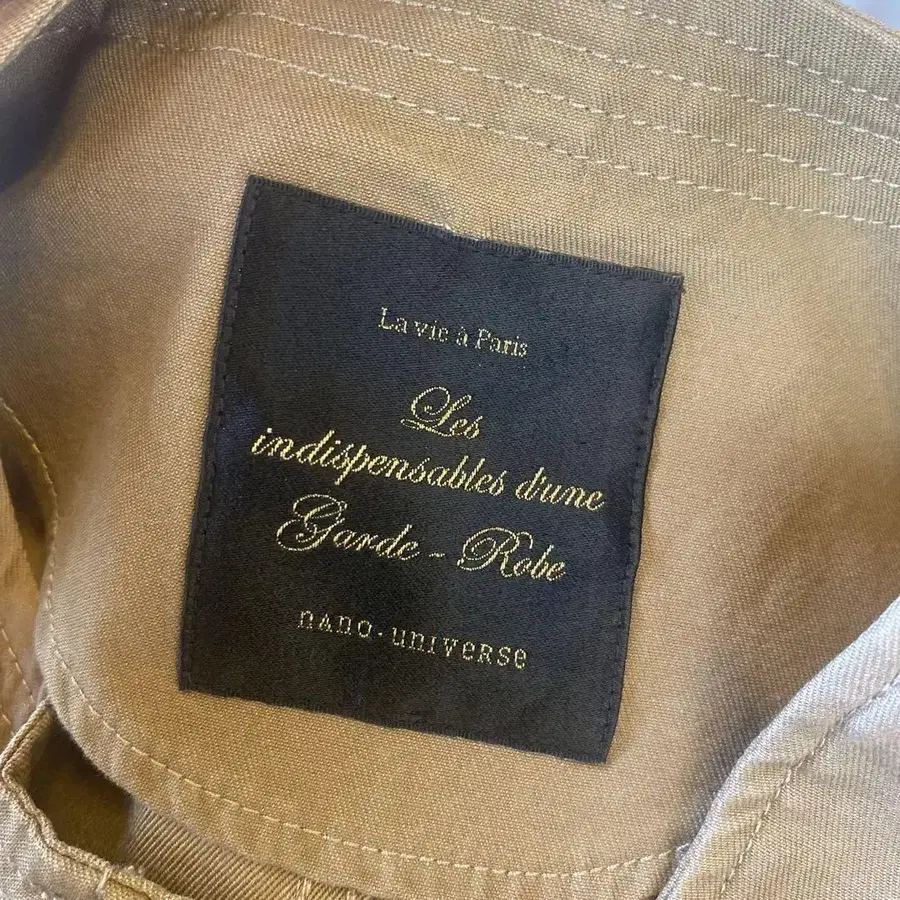 La vie à Paris
Les
indispensables d'une
Garde - Robe
nano·universe